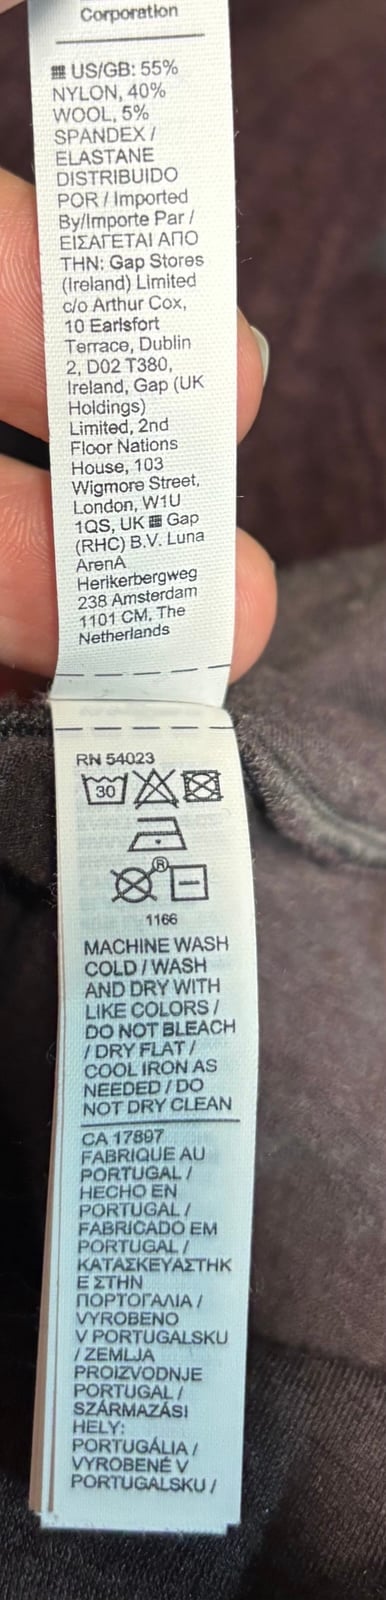 Corporation
US/GB: 55%
NYLON, 40%
WOOL, 5%
SPANDEX /
ELASTANE
DISTRIBUIDO
POR / Imported
By/Importe Par /
ΕΙΣΑΓΕΤΑΙ ΑΠΟ
ΤΗΝ: Gap Stores
(Ireland) Limited
c/o Arthur Cox,
10 Earlsfort
Terrace, Dublin
2, D02 T380,
Ireland, Gap (UK
Holdings)
Limited, 2nd
Floor Nations
House, 103
Wigmore Street,
London, W1U
1QS, UK Gap
(RHC) B.V. Luna
ArenA
Herikerbergweg
238 Amsterdam
1101 CM, The
Netherlands
RN 54023
30
R
1166
MACHINE WASH
COLD / WASH
AND DRY WITH
LIKE COLORS /
DO NOT BLEACH
/ DRY FLAT /
COOL IRON AS
NEEDED / DO
NOT DRY CLEAN
CA 17897
FABRIQUE AU
PORTUGAL /
HECHO EN
PORTUGAL /
FABRICADO EM
PORTUGAL /
ΚΑΤΑΣΚΕΥΑΣΤΗΚ
Ε ΣΤΗΝ
ΠΟΡΤΟΓΑΛΙΑ /
VYROBENO
V PORTUGALSKU
/ ZEMLJA
PROIZVODNJE
PORTUGAL /
SZÁRMAZÁSI
HELY:
PORTUGÁLIA /
VYROBENÉ V
PORTUGALSKU /